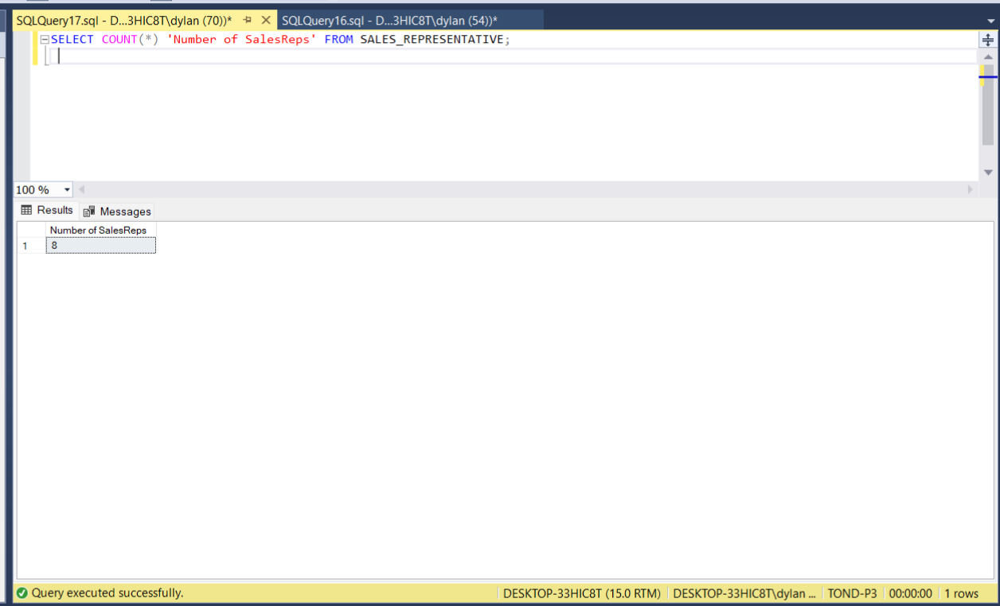 SQLQuery17.sql - D...3HIC8T\dylan (70))* SQLQuery16.sql - D...3HIC8T\dylan (54))*
SELECT COUNT(*) 'Number of SalesReps' FROM SALES_REPRESENTATIVE;
100 %
Results Messages
Number of SalesReps
1 8
Query executed successfully. DESKTOP-33HIC8T (15.0 RTM) DESKTOP-33HIC8T\dylan ... TOND-P3 00:00:00 1 rows